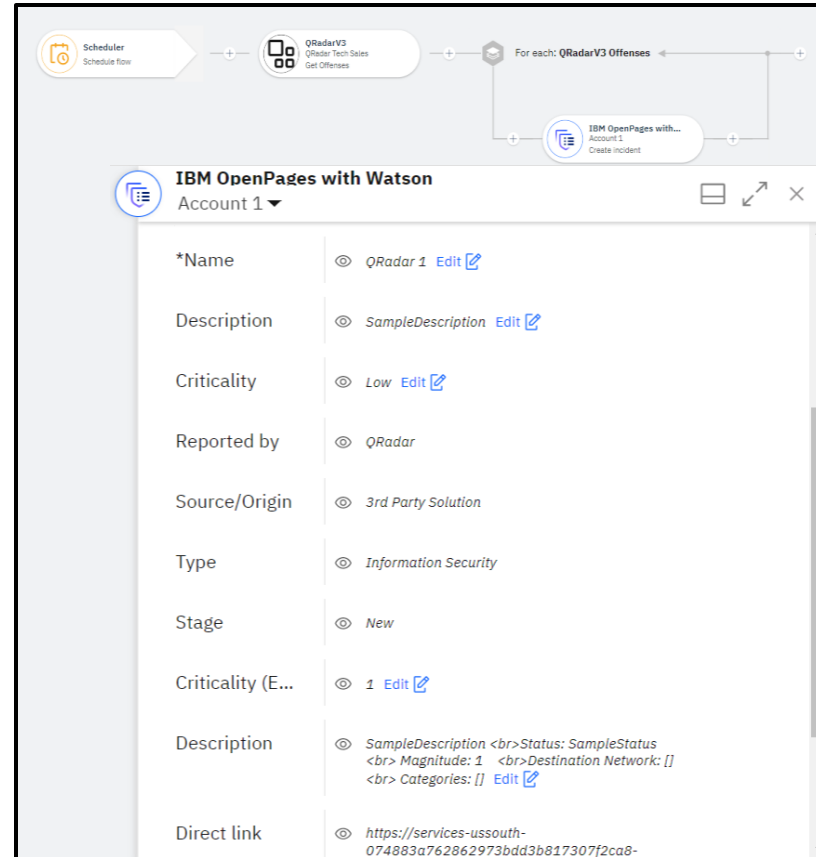 Scheduler
Schedule flow
QRadarV3
QRadar Tech Sales
Get Offenses
For each: QRadarV3 Offenses
IBM OpenPages with...
Account 1
Create incident
IBM OpenPages with Watson
Account 1
*Name
QRadar 1 Edit
Description
SampleDescription Edit
Criticality
Low Edit
Reported by
QRadar
Source/Origin
3rd Party Solution
Type
Information Security
Stage
New
Criticality (E...
1 Edit
Description
SampleDescription <br>Status: SampleStatus
<br> Magnitude: 1 <br>Destination Network: []
<br> Categories: [] Edit
Direct link
https://services-ussouth-
074883a762862973bdd3b817307f2ca8-